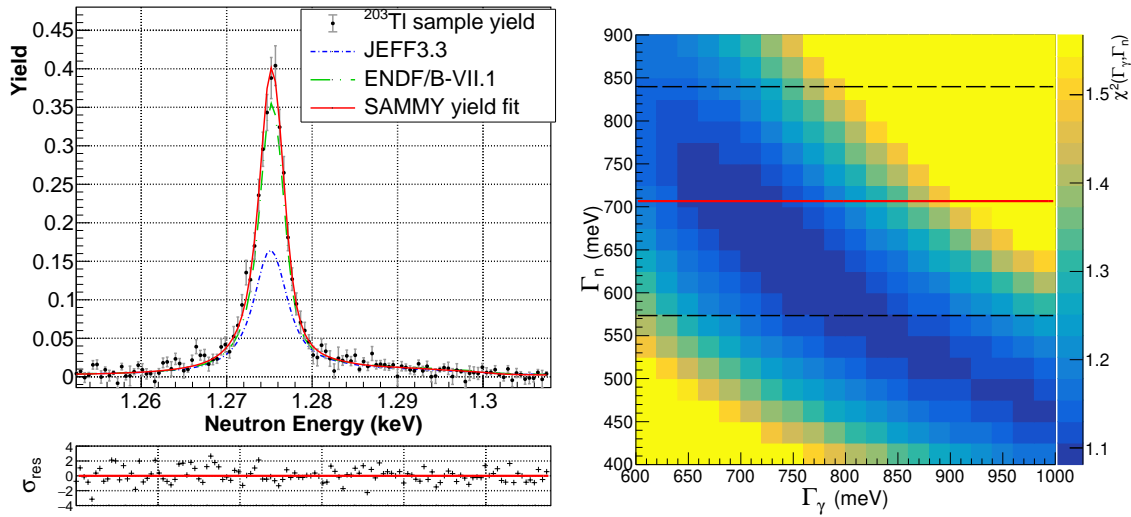 ²⁰³Tl sample yield
JEFF3.3
ENDF/B-VII.1
SAMMY yield fit
Yield
0.45
0.4
0.35
0.3
0.25
0.2
0.15
0.1
0.05
0
1.26 1.27 1.28 1.29 1.3
Neutron Energy (keV)
σres
4
2
0
−2
−4
Γn (meV)
900
850
800
750
700
650
600
550
500
450
400
600 650 700 750 800 850 900 950 1000
Γγ (meV)
χ²(Γγ,Γn)
1.5
1.4
1.3
1.2
1.1